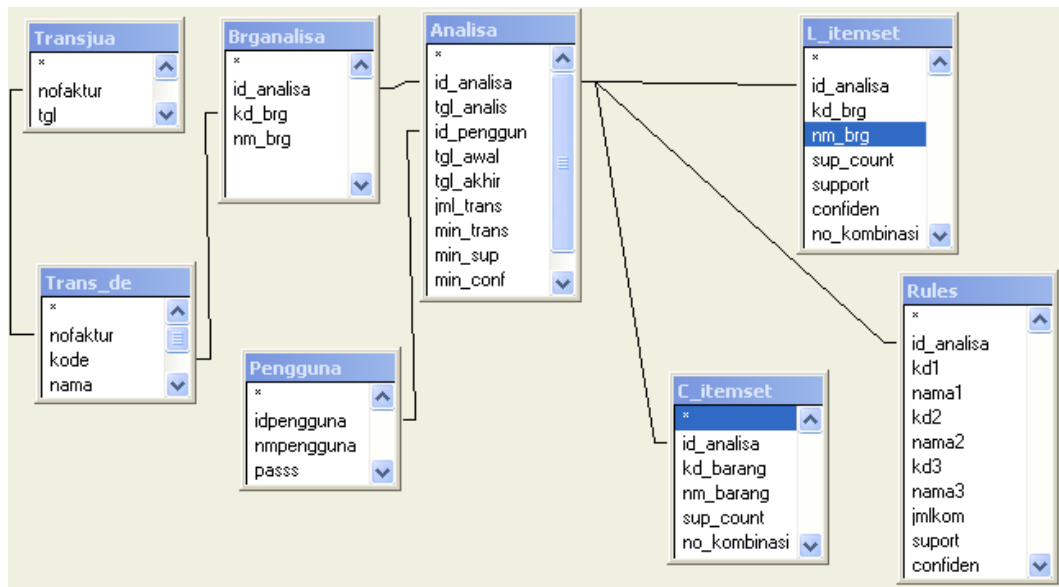 Transjua
*
nofaktur
tgl
Brganalisa
*
id_analisa
kd_brg
nm_brg
Analisa
*
id_analisa
tgl_analis
id_penggun
tgl_awal
tgl_akhir
jml_trans
min_trans
min_sup
min_conf
L_itemset
*
id_analisa
kd_brg
nm_brg
sup_count
support
confiden
no_kombinasi
Trans_de
*
nofaktur
kode
nama
Pengguna
*
idpengguna
nmpengguna
passs
C_itemset
*
id_analisa
kd_barang
nm_barang
sup_count
no_kombinasi
Rules
*
id_analisa
kd1
nama1
kd2
nama2
kd3
nama3
jmlkom
suport
confiden